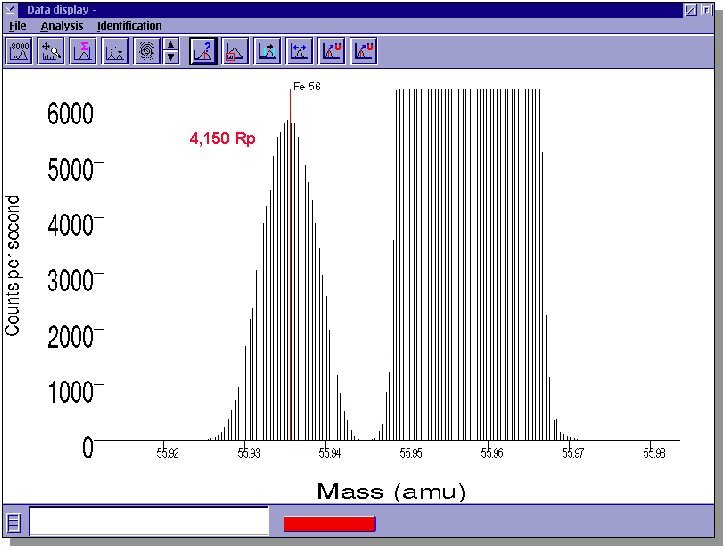 Data display -
File Analysis Identification
.8000
Fe 56
6000
4,150 Rp
5000
4000
3000
2000
1000
0
Counts per second
55.92 55.93 55.94 55.95 55.96 55.97 55.98
Mass (amu)